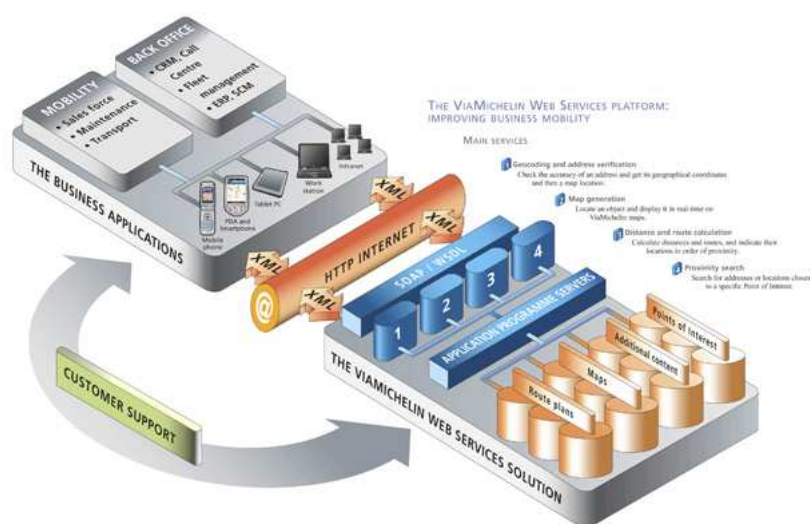 BACK OFFICE
• CRM, Call
Centre
• Fleet
management
• ERP, SCM
MOBILITY
• Sales force
• Maintenance
• Transport
THE BUSINESS APPLICATIONS
Mobile
phone
PDA and
Smartphones
Tablet PC
Work
station
Intranet
XML
XML
XML
XML
HTTP INTERNET
@
CUSTOMER SUPPORT
THE VIAMICHELIN WEB SERVICES PLATFORM:
IMPROVING BUSINESS MOBILITY
MAIN SERVICES
1 Geocoding and address verification
Check the accuracy of an address and get its geographical coordinates
and then a map location.
2 Map generation
Locate an object and display it in real-time on
ViaMichelin maps.
3 Distance and route calculation
Calculate distances and routes, and indicate their
locations in order of proximity.
4 Proximity search
Search for addresses or locations closest
to a specific Point of Interest.
SOAP / WSDL
1
2
3
4
APPLICATION PROGRAMME SERVERS
Points of Interest
Additional content
Maps
Route plans
THE VIAMICHELIN WEB SERVICES SOLUTION